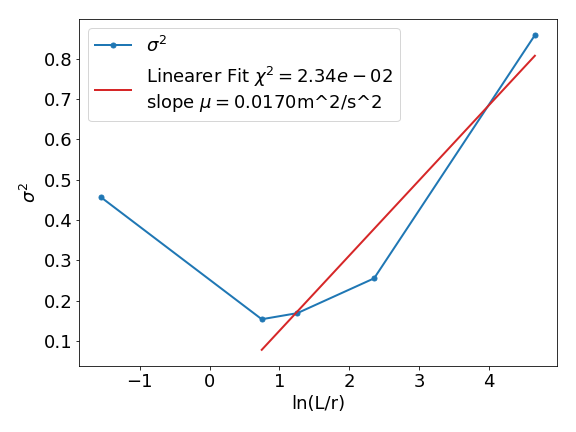 σ²
Linearer Fit χ² = 2.34e − 02
slope μ = 0.0170m^2/s^2
0.8
0.7
0.6
0.5
0.4
0.3
0.2
0.1
σ²
−1
0
1
2
3
4
ln(L/r)